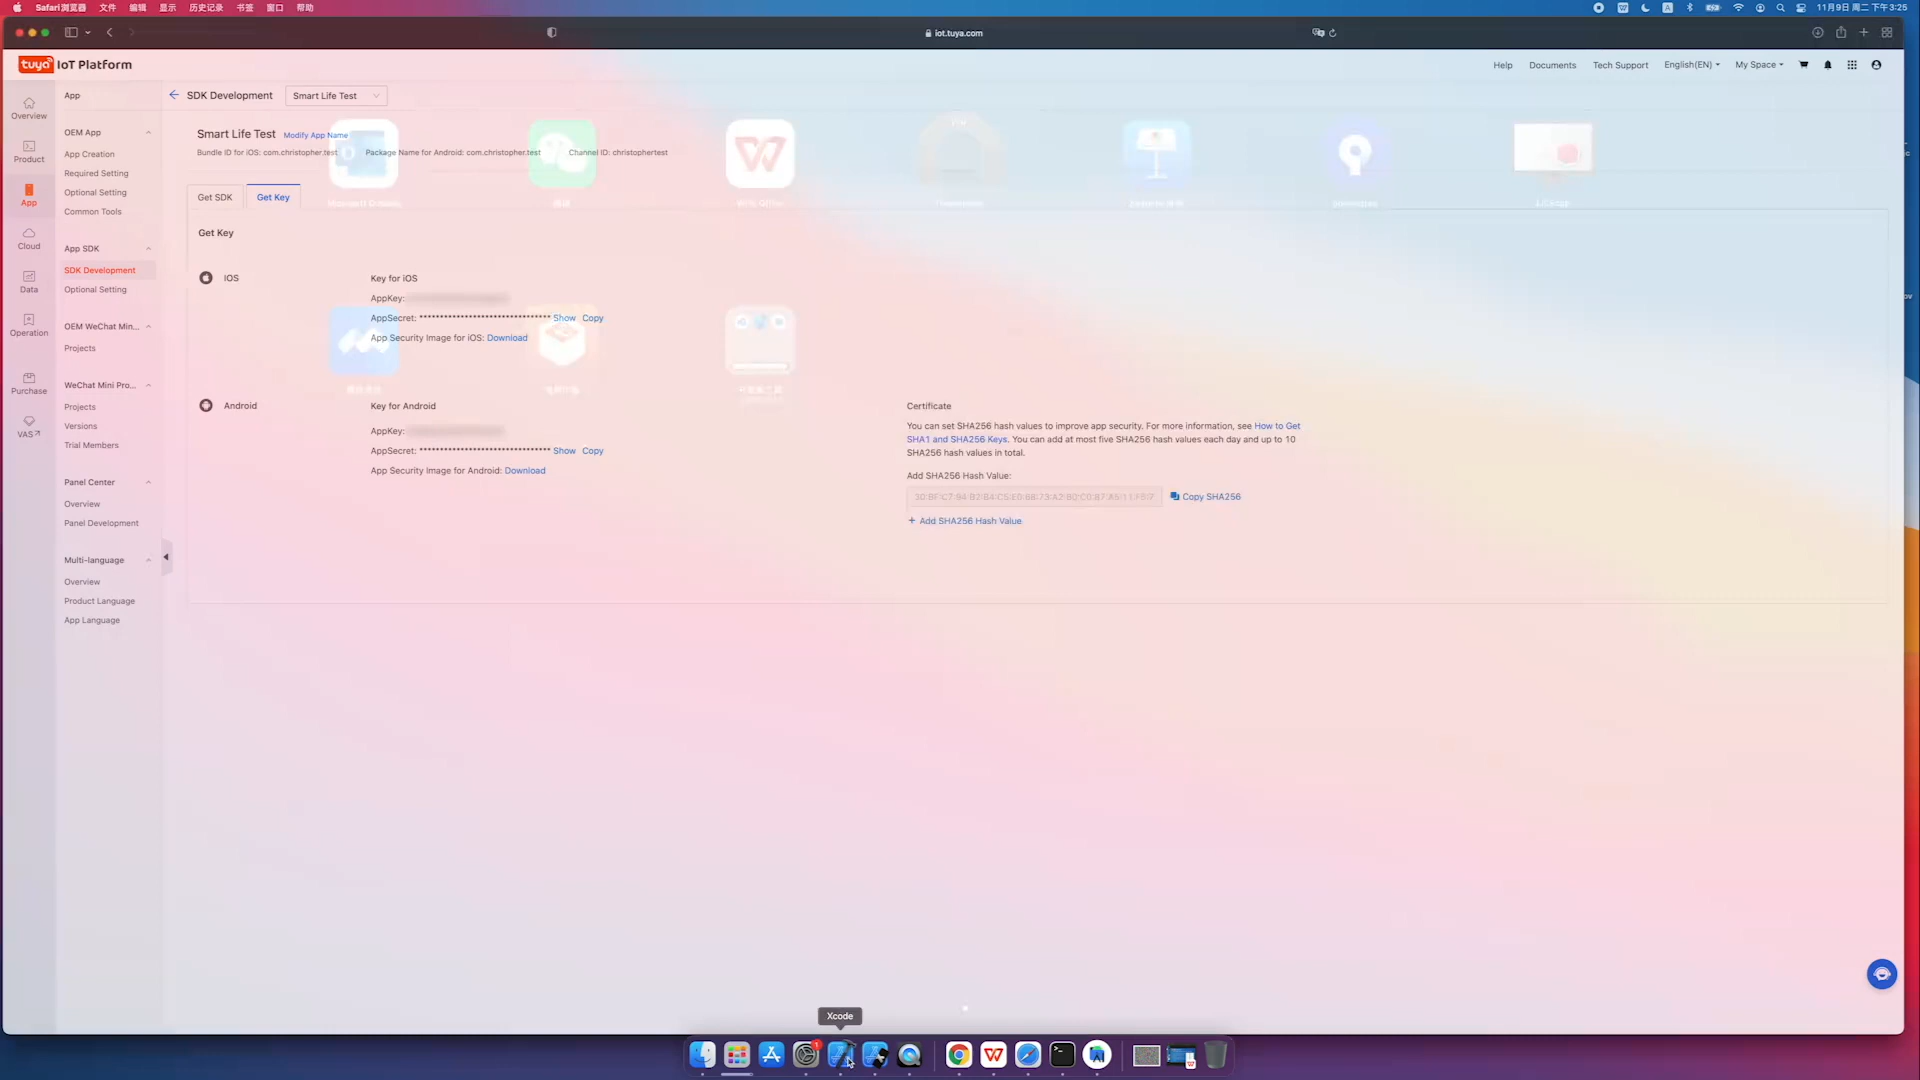 Safari浏览器 文件 编辑 显示 历史记录 书签 窗口 帮助
11月9日 周二 下午3:25
iot.tuya.com
tuya IoT Platform
Help Documents Tech Support English(EN) My Space
App
SDK Development Smart Life Test
Overview
Product
App
Cloud
Data
Operation
Purchase
VAS
OEM App
App Creation
Required Setting
Optional Setting
Common Tools
App SDK
SDK Development
Optional Setting
OEM WeChat Min...
Projects
WeChat Mini Pro...
Projects
Versions
Trial Members
Panel Center
Overview
Panel Development
Multi-language
Overview
Product Language
App Language
Smart Life Test Modify App Name
Bundle ID for iOS: com.christopher.test Package Name for Android: com.christopher.test Channel ID: christophertest
Get SDK Get Key
Get Key
IOS
Key for iOS
AppKey:
AppSecret: ******************************** Show Copy
App Security Image for iOS: Download
Android
Key for Android
AppKey:
AppSecret: ******************************** Show Copy
App Security Image for Android: Download
Certificate
You can set SHA256 hash values to improve app security. For more information, see How to Get
SHA1 and SHA256 Keys. You can add at most five SHA256 hash values each day and up to 10
SHA256 hash values in total.
Add SHA256 Hash Value:
Copy SHA256
+ Add SHA256 Hash Value
Xcode